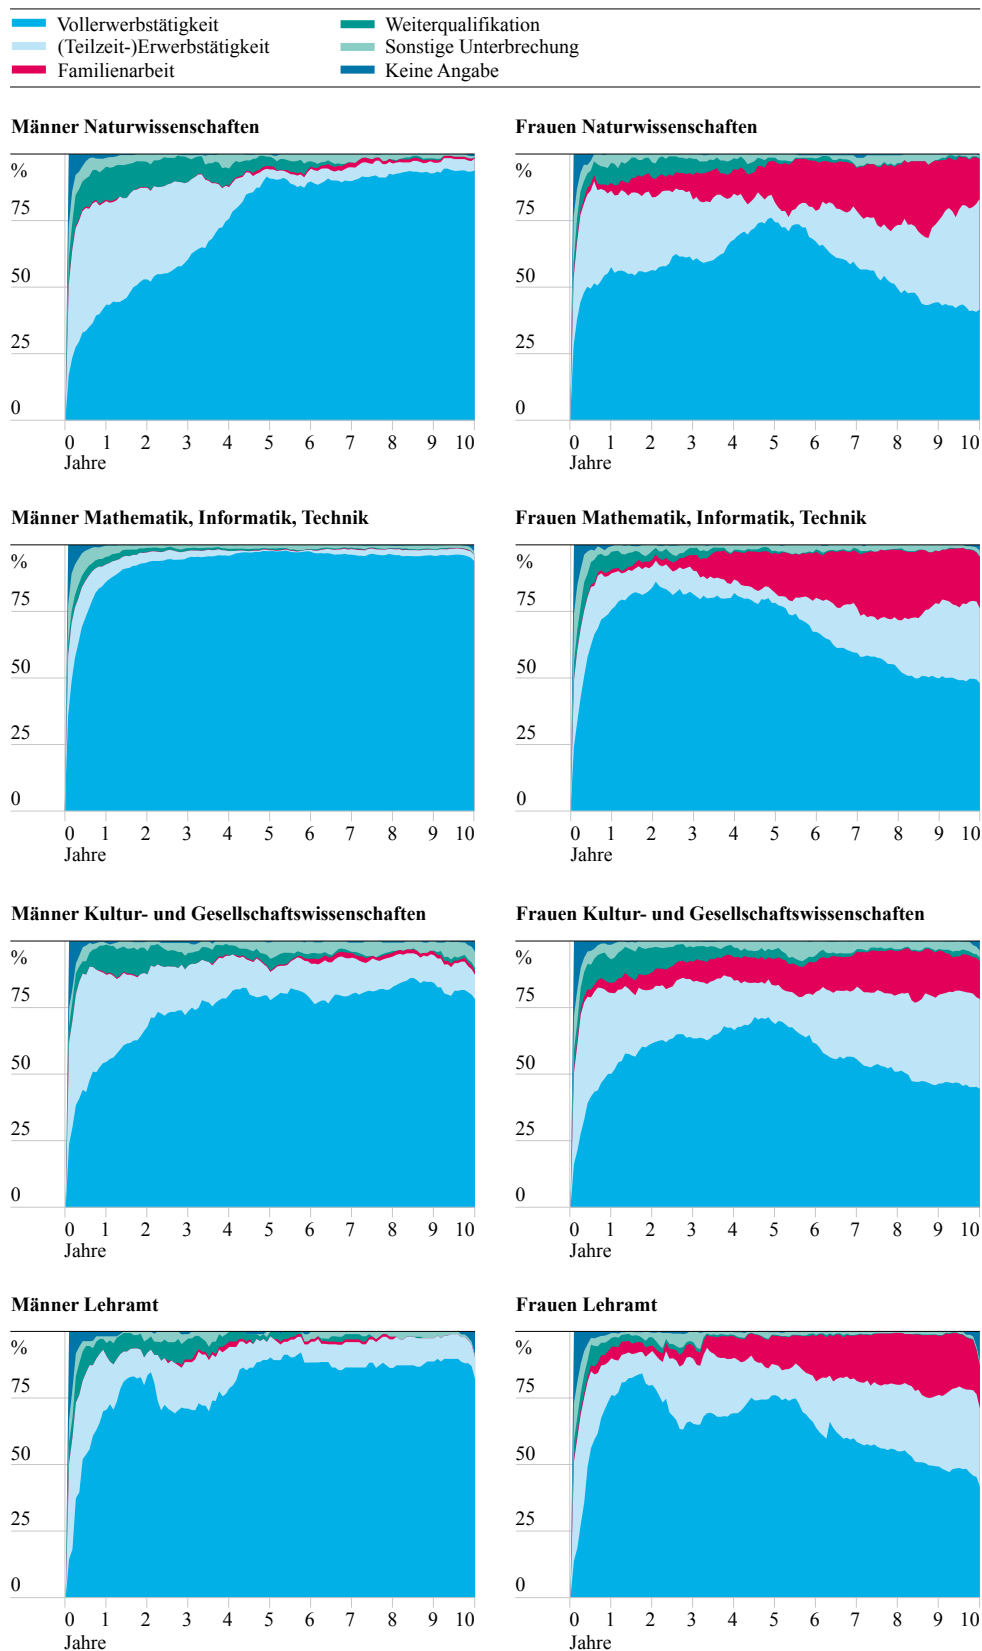 Vollerwerbstätigkeit
(Teilzeit-)Erwerbstätigkeit
Familienarbeit
Weiterqualifikation
Sonstige Unterbrechung
Keine Angabe
Männer Naturwissenschaften
%
75
50
25
0
0 1 2 3 4 5 6 7 8 9 10
Jahre
Frauen Naturwissenschaften
%
75
50
25
0
0 1 2 3 4 5 6 7 8 9 10
Jahre
Männer Mathematik, Informatik, Technik
%
75
50
25
0
0 1 2 3 4 5 6 7 8 9 10
Jahre
Frauen Mathematik, Informatik, Technik
%
75
50
25
0
0 1 2 3 4 5 6 7 8 9 10
Jahre
Männer Kultur- und Gesellschaftswissenschaften
%
75
50
25
0
0 1 2 3 4 5 6 7 8 9 10
Jahre
Frauen Kultur- und Gesellschaftswissenschaften
%
75
50
25
0
0 1 2 3 4 5 6 7 8 9 10
Jahre
Männer Lehramt
%
75
50
25
0
0 1 2 3 4 5 6 7 8 9 10
Jahre
Frauen Lehramt
%
75
50
25
0
0 1 2 3 4 5 6 7 8 9 10
Jahre